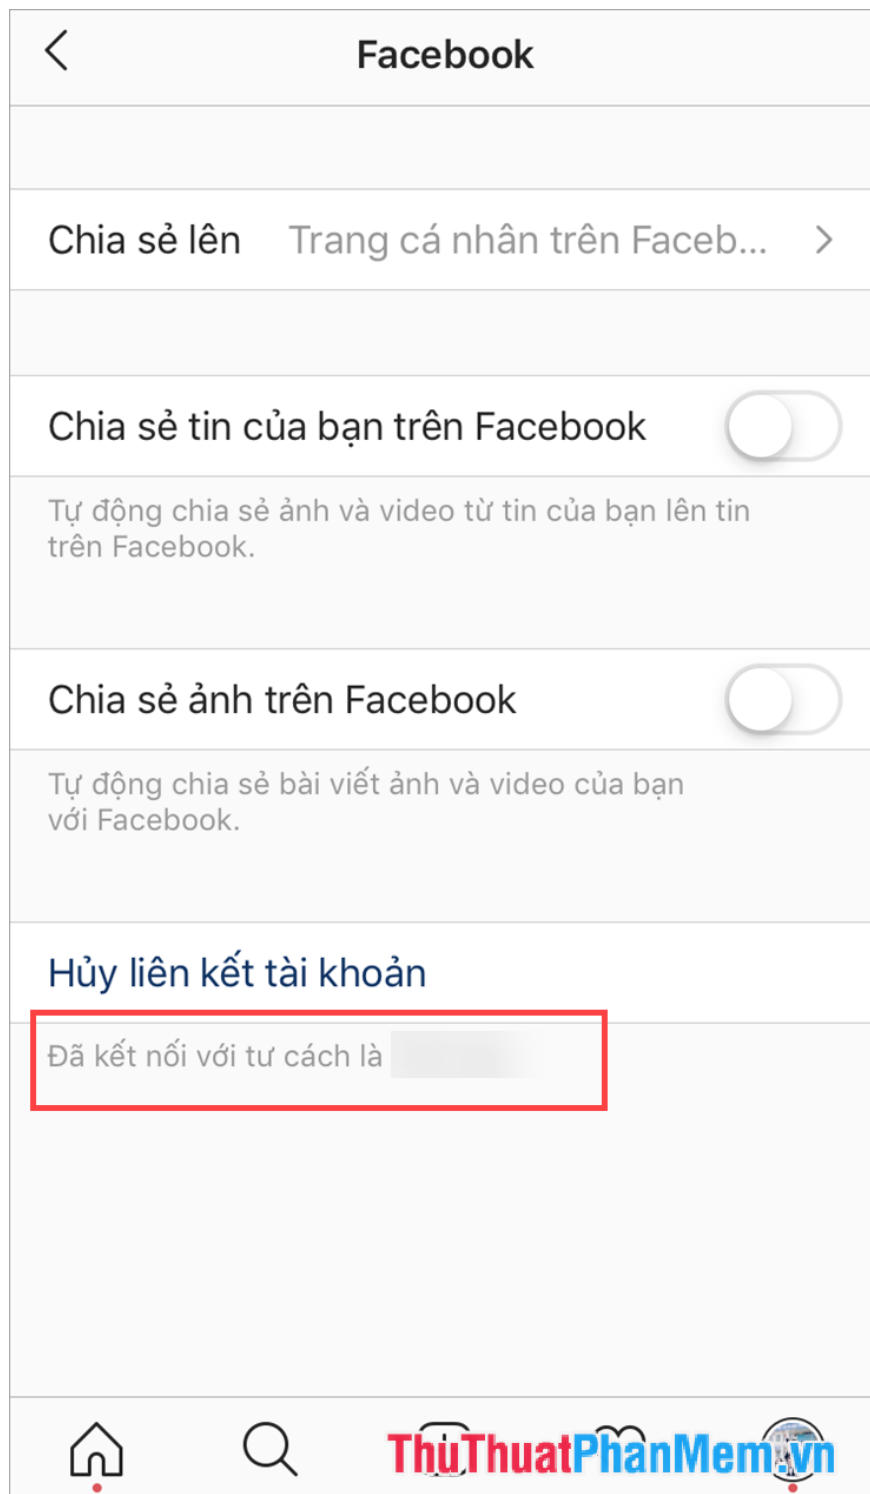 Facebook
Chia sẻ lên Trang cá nhân trên Faceb...
Chia sẻ tin của bạn trên Facebook
Tự động chia sẻ ảnh và video từ tin của bạn lên tin
trên Facebook.
Chia sẻ ảnh trên Facebook
Tự động chia sẻ bài viết ảnh và video của bạn
với Facebook.
Hủy liên kết tài khoản
Đã kết nối với tư cách là
ThuThuatPhanMem.vn